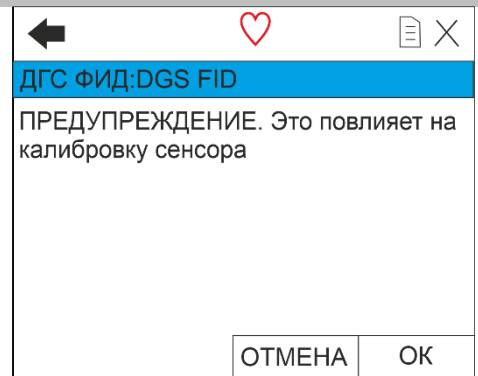 ДГС ФИД:DGS FID
ПРЕДУПРЕЖДЕНИЕ. Это повлияет на
калибровку сенсора
ОТМЕНА ОК